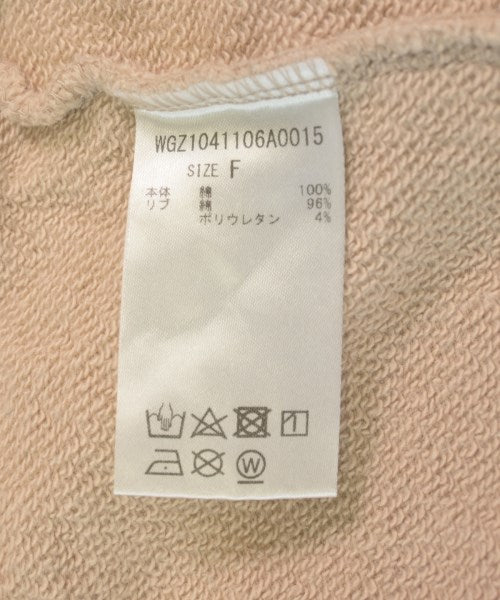 WGZ1041106A0015
SIZE F
本体 綿 100%
リブ 綿 96%
ポリウレタン 4%
W